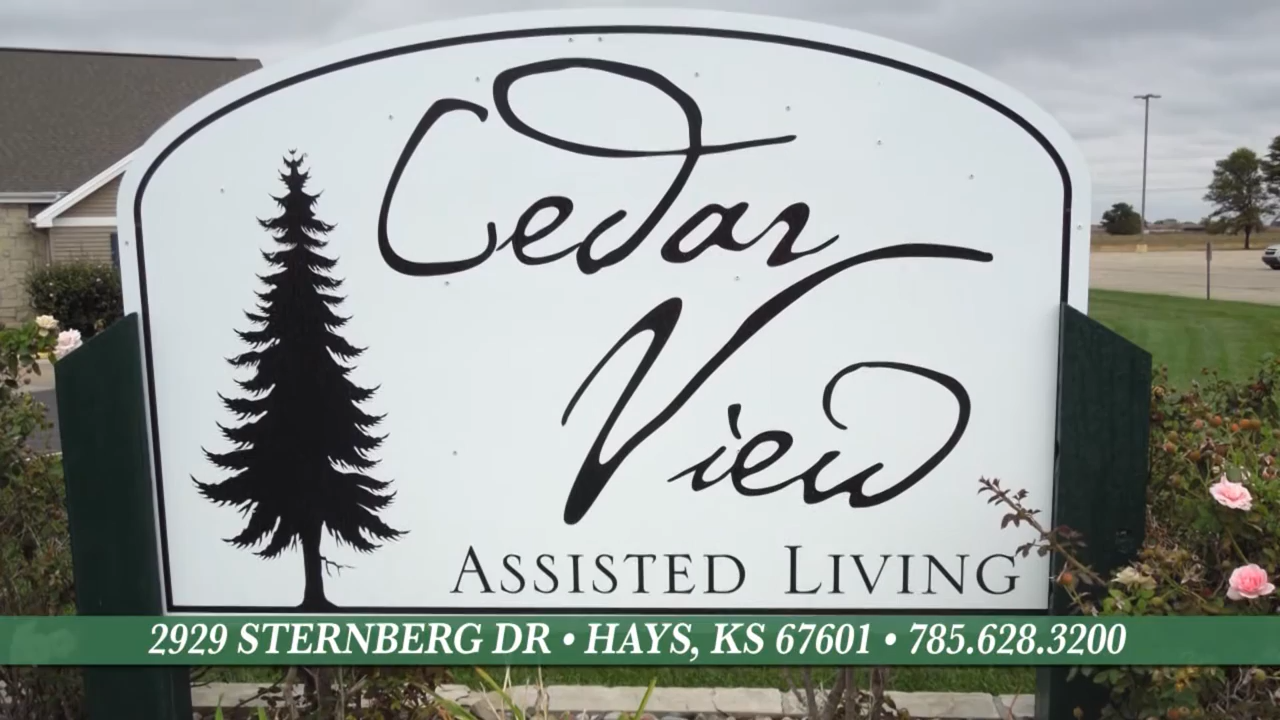 Cedar
View
ASSISTED LIVING
2929 STERNBERG DR • HAYS, KS 67601 • 785.628.3200